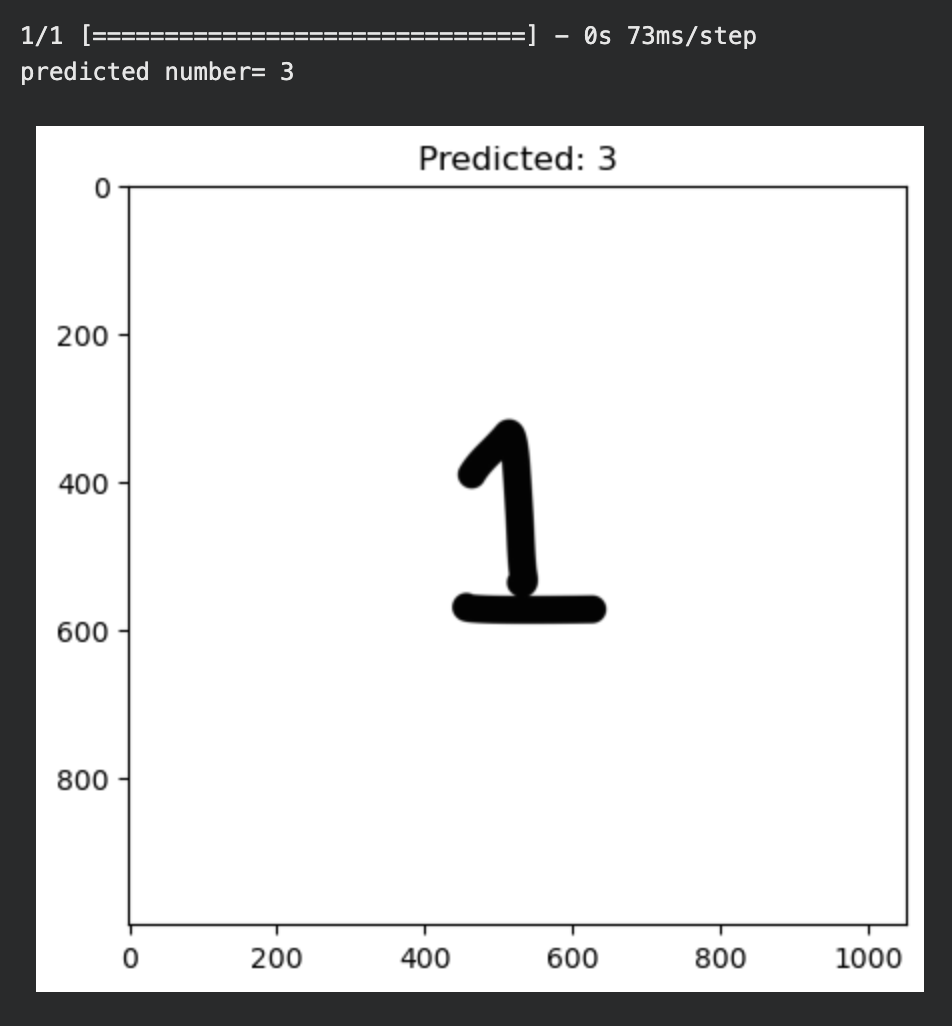 1/1 [==============================] - 0s 73ms/step
predicted number= 3
Predicted: 3
0
200
400
600
800
1
0 200 400 600 800 1000